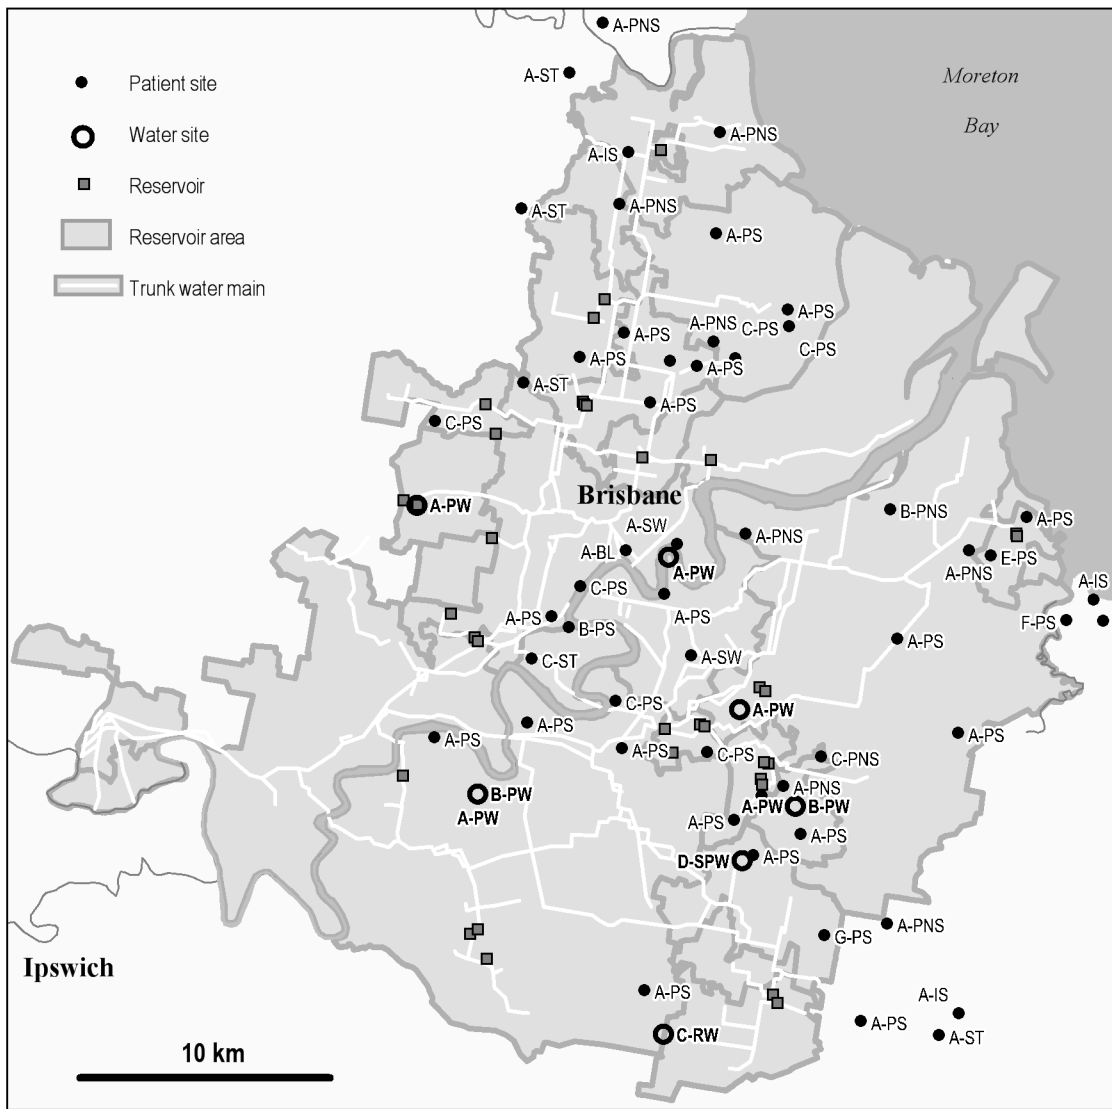 A-PNS
A-ST
Moreton
Bay
Patient site
Water site
Reservoir
Reservoir area
Trunk water main
A-PNS
A-IS
A-PNS
A-ST
A-PS
A-PS
A-PNS
C-PS
A-PS
C-PS
A-PS
A-PS
A-ST
A-PS
C-PS
Brisbane
A-PW
B-PNS
A-PS
A-SW
A-PNS
A-BL
A-PW
A-PNS
E-PS
C-PS
A-IS
A-PS
A-PS
F-PS
B-PS
A-PS
C-ST
A-SW
C-PS
A-PW
A-PS
A-PS
A-PS
A-PS
C-PS
C-PNS
A-PNS
B-PW
A-PW
B-PW
A-PW
A-PS
A-PS
D-SPW
A-PS
A-PNS
G-PS
Ipswich
A-PS
A-IS
A-PS
A-ST
C-RW
10 km